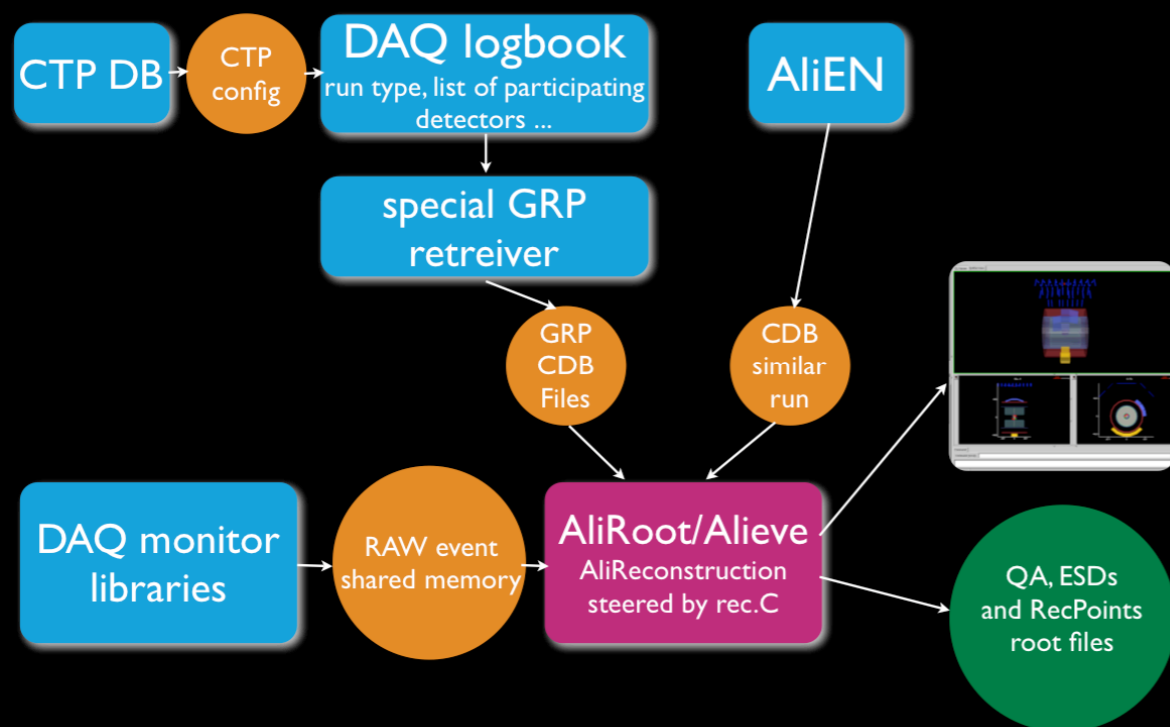 CTP DB
CTP
config
DAQ logbook
run type, list of participating
detectors ...
AliEN
special GRP
retreiver
GRP
CDB
Files
CDB
similar
run
DAQ monitor
libraries
RAW event
shared memory
AliRoot/Alieve
AliReconstruction
steered by rec.C
QA, ESDs
and RecPoints
root files